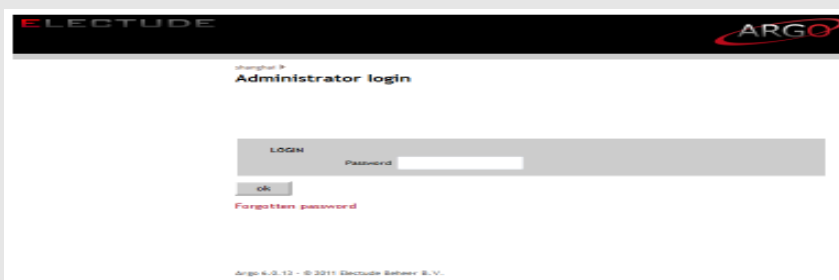 ELECTUDE
ARGO
shanghai
Administrator login
LOGIN
Password
ok
Forgotten password
Argo 6.0.13 - © 2011 Electude Beheer B.V.